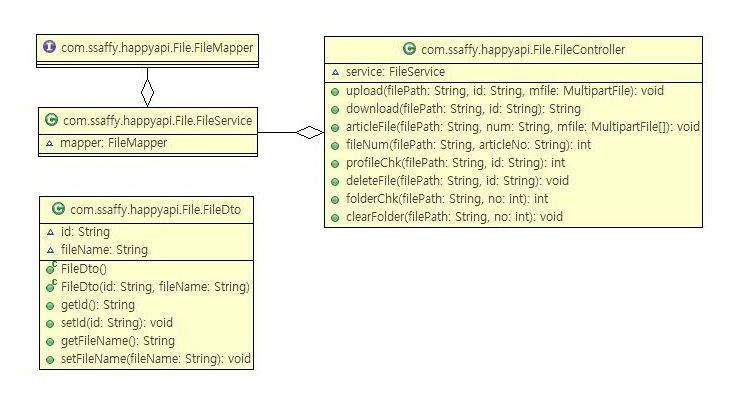 I com.ssaffy.happyapi.File.FileMapper
C com.ssaffy.happyapi.File.FileService
mapper: FileMapper
C com.ssaffy.happyapi.File.FileController
service: FileService
upload(filePath: String, id: String, mfile: MultipartFile): void
download(filePath: String, id: String): String
articleFile(filePath: String, num: String, mfile: MultipartFile[]): void
fileNum(filePath: String, articleNo: String): int
profileChk(filePath: String, id: String): int
deleteFile(filePath: String, id: String): void
folderChk(filePath: String, no: int): int
clearFolder(filePath: String, no: int): void
C com.ssaffy.happyapi.File.FileDto
id: String
fileName: String
C FileDto()
C FileDto(id: String, fileName: String)
getId(): String
setId(id: String): void
getFileName(): String
setFileName(fileName: String): void